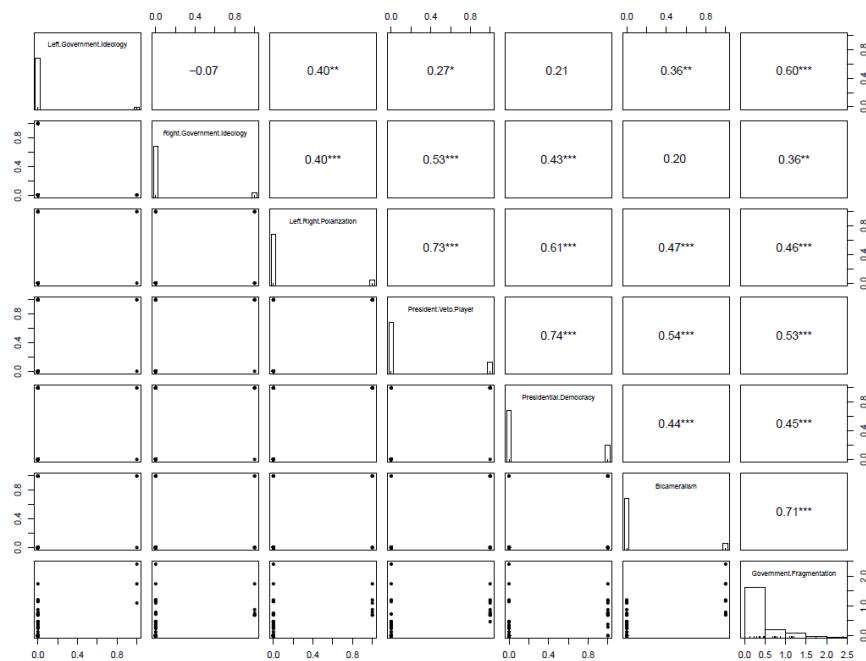 0.0 0.4 0.8 0.0 0.4 0.8 0.0 0.4 0.8
Left.Government.Ideology
−0.07 0.40** 0.27* 0.21 0.36** 0.60***
0.0 0.4 0.8
0.0 0.4 0.8
Right.Government.Ideology
0.40*** 0.53*** 0.43*** 0.20 0.36**
Left.Right.Polarization
0.73*** 0.61*** 0.47*** 0.46***
0.0 0.4 0.8
0.0 0.4 0.8
President.Veto.Player
0.74*** 0.54*** 0.53***
Presidential.Democracy
0.44*** 0.45***
0.0 0.4 0.8
0.0 0.4 0.8
Bicameralism
0.71***
Government.Fragmentation
0.0 1.0 2.0
0.0 0.4 0.8 0.0 0.4 0.8 0.0 0.4 0.8 0.0 0.5 1.0 1.5 2.0 2.5